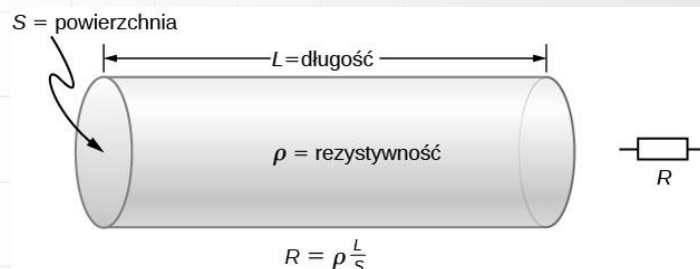 S = powierzchnia
L=długość
ρ = rezystywność
R
R = ρ L/S